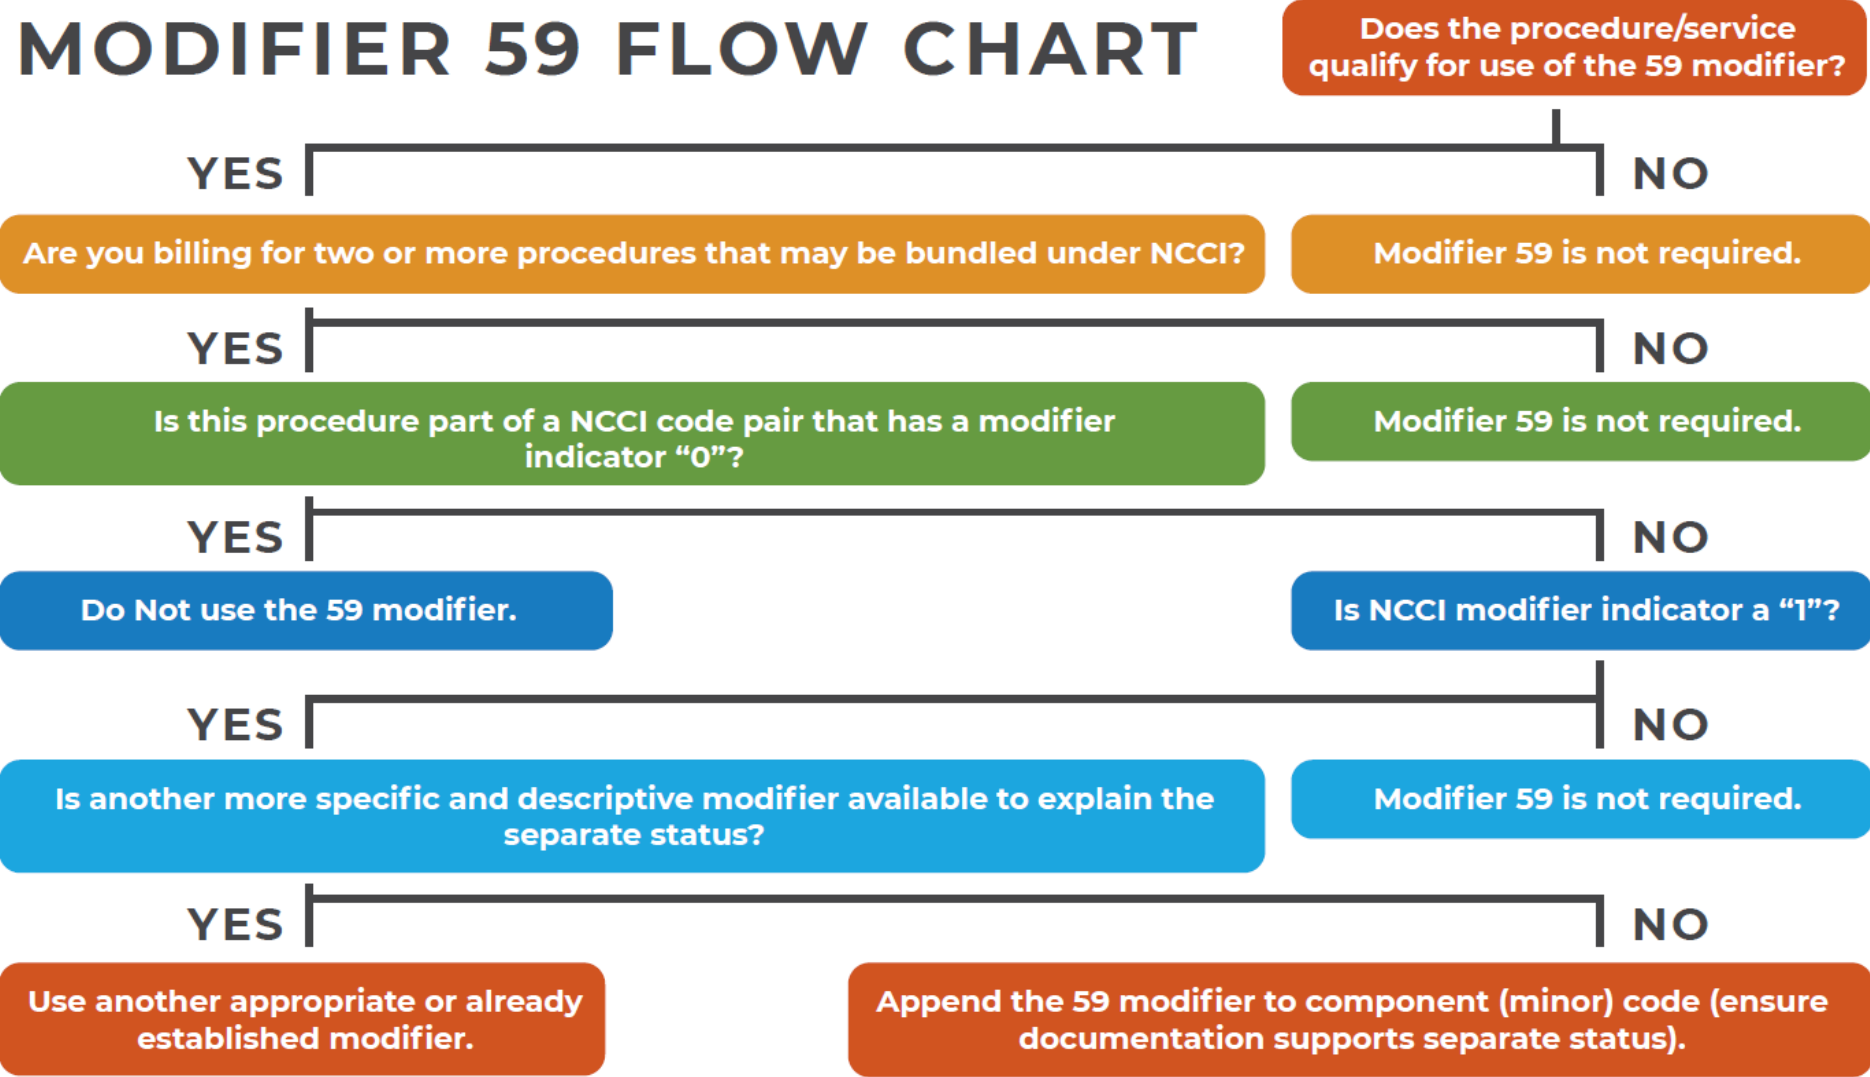 MODIFIER 59 FLOW CHART
Does the procedure/service
qualify for use of the 59 modifier?
YES
NO
Are you billing for two or more procedures that may be bundled under NCCI?
Modifier 59 is not required.
YES
NO
Is this procedure part of a NCCI code pair that has a modifier
indicator “0”?
Modifier 59 is not required.
YES
NO
Do Not use the 59 modifier.
Is NCCI modifier indicator a “1”?
YES
NO
Is another more specific and descriptive modifier available to explain the
separate status?
Modifier 59 is not required.
YES
NO
Use another appropriate or already
established modifier.
Append the 59 modifier to component (minor) code (ensure
documentation supports separate status).